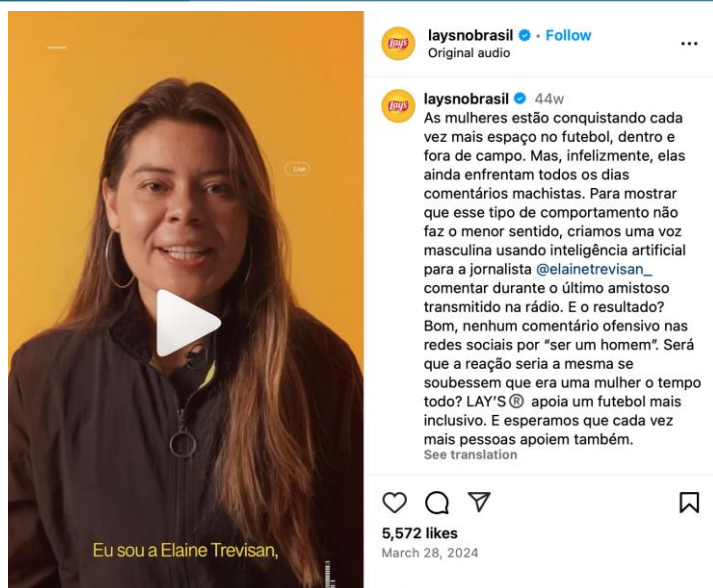 Live
Eu sou a Elaine Trevisan,
Lay's
laysnobrasil • Follow
Original audio
Lay's
laysnobrasil 44w
As mulheres estão conquistando cada
vez mais espaço no futebol, dentro e
fora de campo. Mas, infelizmente, elas
ainda enfrentam todos os dias
comentários machistas. Para mostrar
que esse tipo de comportamento não
faz o menor sentido, criamos uma voz
masculina usando inteligência artificial
para a jornalista @elainetrevisan_
comentar durante o último amistoso
transmitido na rádio. E o resultado?
Bom, nenhum comentário ofensivo nas
redes sociais por “ser um homem”. Será
que a reação seria a mesma se
soubessem que era uma mulher o tempo
todo? LAY’S® apoia um futebol mais
inclusivo. E esperamos que cada vez
mais pessoas apoiem também.
See translation
5,572 likes
March 28, 2024